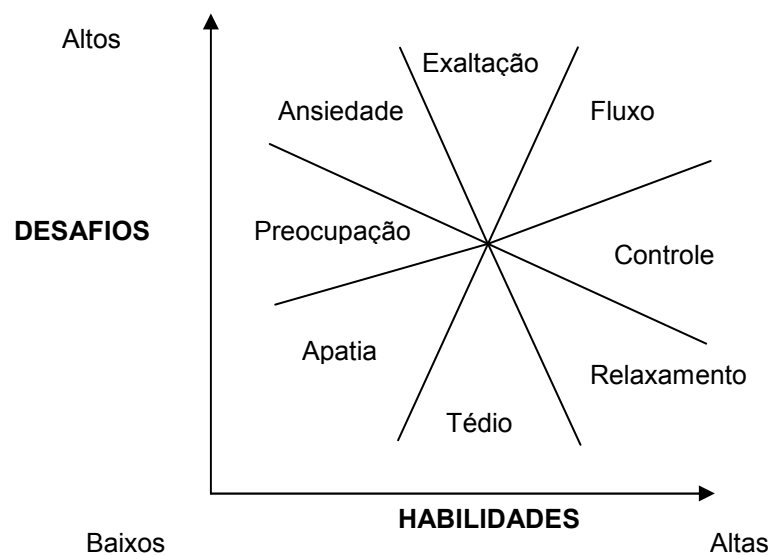 Altos
Exaltação
Ansiedade
Fluxo
DESAFIOS
Preocupação
Controle
Apatia
Relaxamento
Tédio
HABILIDADES
Baixos
Altas